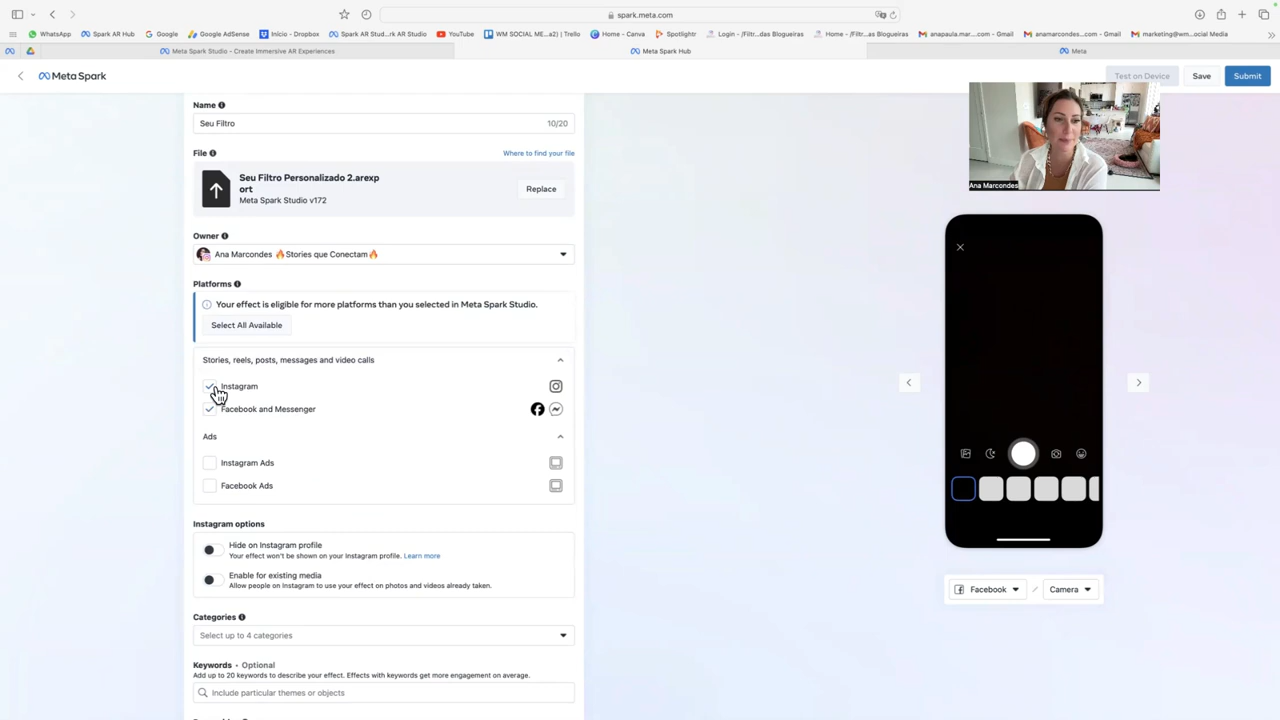 spark.meta.com
WhatsApp
Spark AR Hub
Google
Google AdSense
Início - Dropbox
Spark AR Stud...rk AR Studio
YouTube
WM SOCIAL ME...a2) | Trello
Home - Canva
Spotlightr
Login - /Filtr...das Blogueiras
Home - /Filtr...as Blogueiras
anapaula.mar....com - Gmail
anamarcondes...com - Gmail
marketing@wm...ocial Media
Meta Spark Studio - Create Immersive AR Experiences
Meta Spark Hub
Meta
Meta Spark
Test on Device
Save
Submit
Name
Seu Filtro
10/20
File
Where to find your file
Seu Filtro Personalizado 2.arexp
ort
Meta Spark Studio v172
Replace
Ana Marcondes
Owner
Ana Marcondes 🔥Stories que Conectam🔥
Platforms
Your effect is eligible for more platforms than you selected in Meta Spark Studio.
Select All Available
Stories, reels, posts, messages and video calls
Instagram
Facebook and Messenger
Ads
Instagram Ads
Facebook Ads
Instagram options
Hide on Instagram profile
Your effect won't be shown on your Instagram profile. Learn more
Enable for existing media
Allow people on Instagram to use your effect on photos and videos already taken.
Facebook
Camera
Categories
Select up to 4 categories
Keywords • Optional
Add up to 20 keywords to describe your effect. Effects with keywords get more engagement on average.
Include particular themes or objects